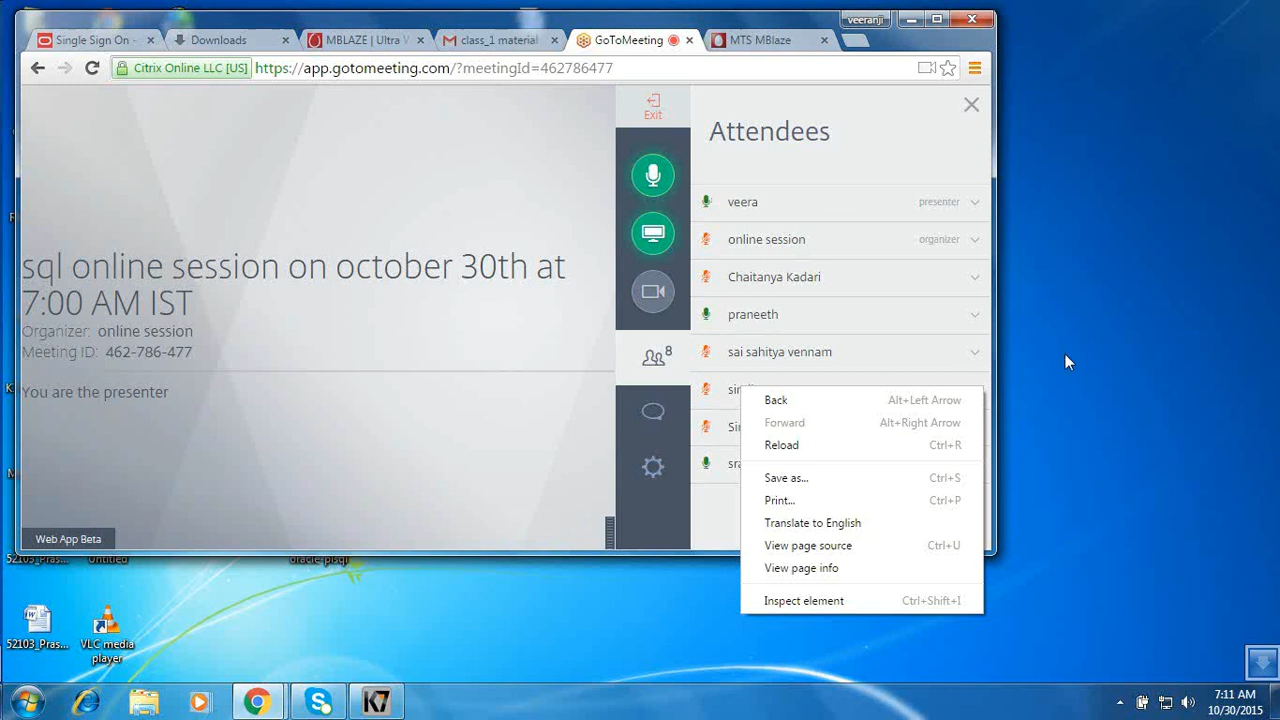 veeranji
Single Sign On -
Downloads
MBLAZE | Ultra
class_1 material
GoToMeeting
MTS MBlaze
Citrix Online LLC [US]
https://app.gotomeeting.com/?meetingId=462786477
Exit
Attendees
veera presenter
online session organizer
Chaitanya Kadari
praneeth
sai sahitya vennam
8
sql online session on october 30th at
7:00 AM IST
Organizer: online session
Meeting ID: 462-786-477
You are the presenter
Back Alt+Left Arrow
Forward Alt+Right Arrow
Reload Ctrl+R
Save as... Ctrl+S
Print... Ctrl+P
Translate to English
View page source Ctrl+U
View page info
Inspect element Ctrl+Shift+I
Web App Beta
52103_Pras...
Untitled
oracle-plsql
52103_Pras...
VLC media
player
K7
7:11 AM
10/30/2015